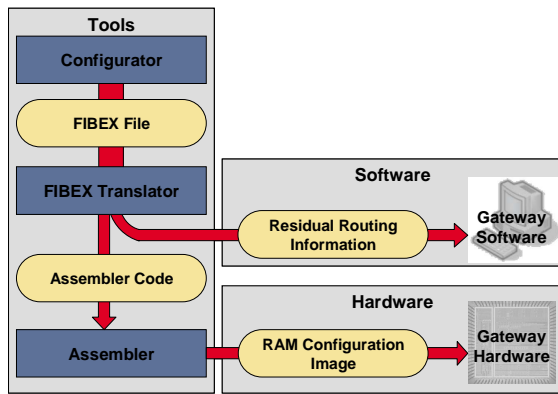 Tools
Configurator
FIBEX File
FIBEX Translator
Assembler Code
Assembler
Software
Residual Routing
Information
Gateway
Software
Hardware
RAM Configuration
Image
Gateway
Hardware